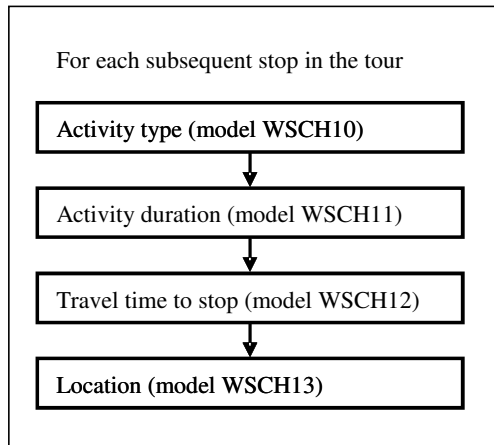 For each subsequent stop in the tour
Activity type (model WSCH10)
Activity duration (model WSCH11)
Travel time to stop (model WSCH12)
Location (model WSCH13)